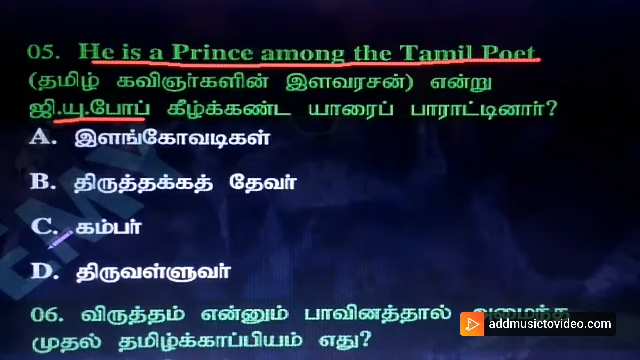 05. He is a Prince among the Tamil Poet
(தமிழ் கவிஞர்களின் இளவரசன்) என்று
ஜி.யூ.போப் கீழ்க்கண்ட யாரைப் பாராட்டினார்?
A. இளங்கோவடிகள்
B. திருத்தக்கத் தேவர்
C. கம்பர்
D. திருவள்ளுவர்
06. விருத்தம் என்னும் பாவினத்தால் அமைந்த
முதல் தமிழ்க்காப்பியம் எது?
addmusictovideo.com